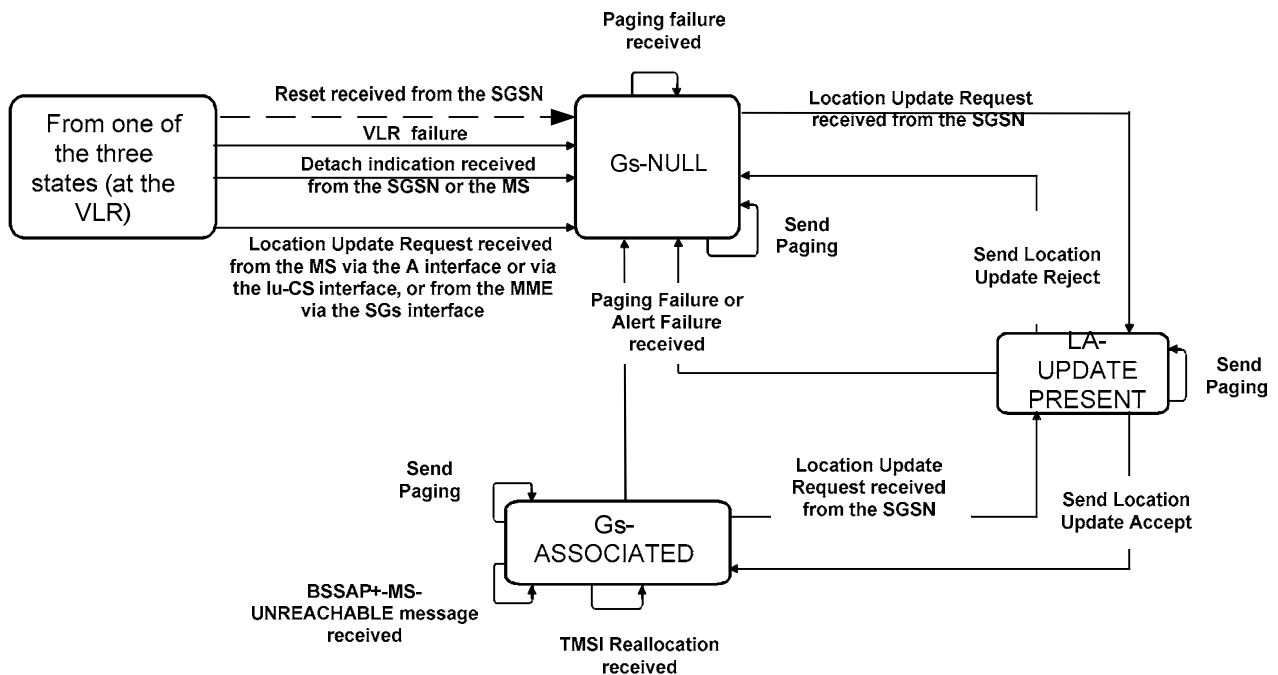 Paging failure
received
Reset received from the SGSN
Location Update Request
received from the SGSN
From one of
the three
states (at the
VLR)
VLR failure
Detach indication received
from the SGSN or the MS
Gs-NULL
Send
Paging
Location Update Request received
from the MS via the A interface or via
the Iu-CS interface, or from the MME
via the SGs interface
Send Location
Update Reject
Paging Failure or
Alert Failure
received
LA-
UPDATE
PRESENT
Send
Paging
Send
Paging
Location Update
Request received
from the SGSN
Send Location
Update Accept
Gs-
ASSOCIATED
BSSAP+-MS-
UNREACHABLE message
received
TMSI Reallocation
received